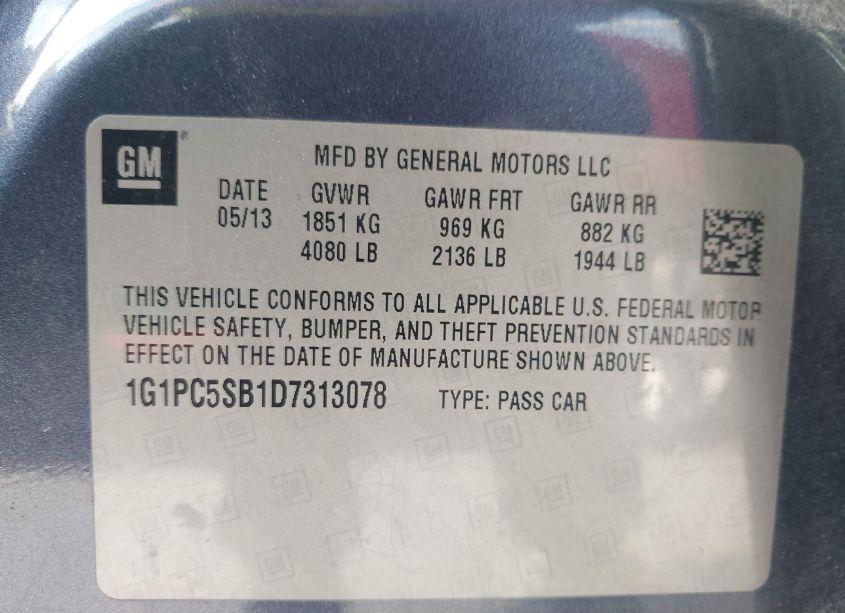 GM
MFD BY GENERAL MOTORS LLC
DATE GVWR GAWR FRT GAWR RR
05/13 1851 KG 969 KG 882 KG
4080 LB 2136 LB 1944 LB
THIS VEHICLE CONFORMS TO ALL APPLICABLE U.S. FEDERAL MOTOR
VEHICLE SAFETY, BUMPER, AND THEFT PREVENTION STANDARDS IN
EFFECT ON THE DATE OF MANUFACTURE SHOWN ABOVE.
1G1PC5SB1D7313078 TYPE: PASS CAR